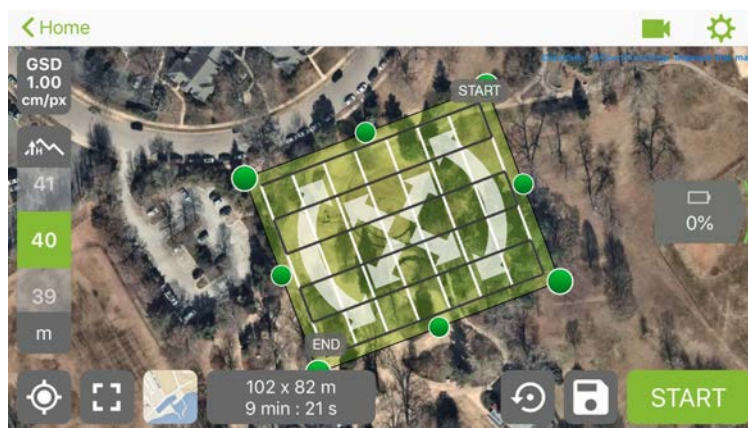 Home
GSD
1.00
cm/px
START
H
41
40
39
m
0%
END
102 x 82 m
9 min : 21 s
START